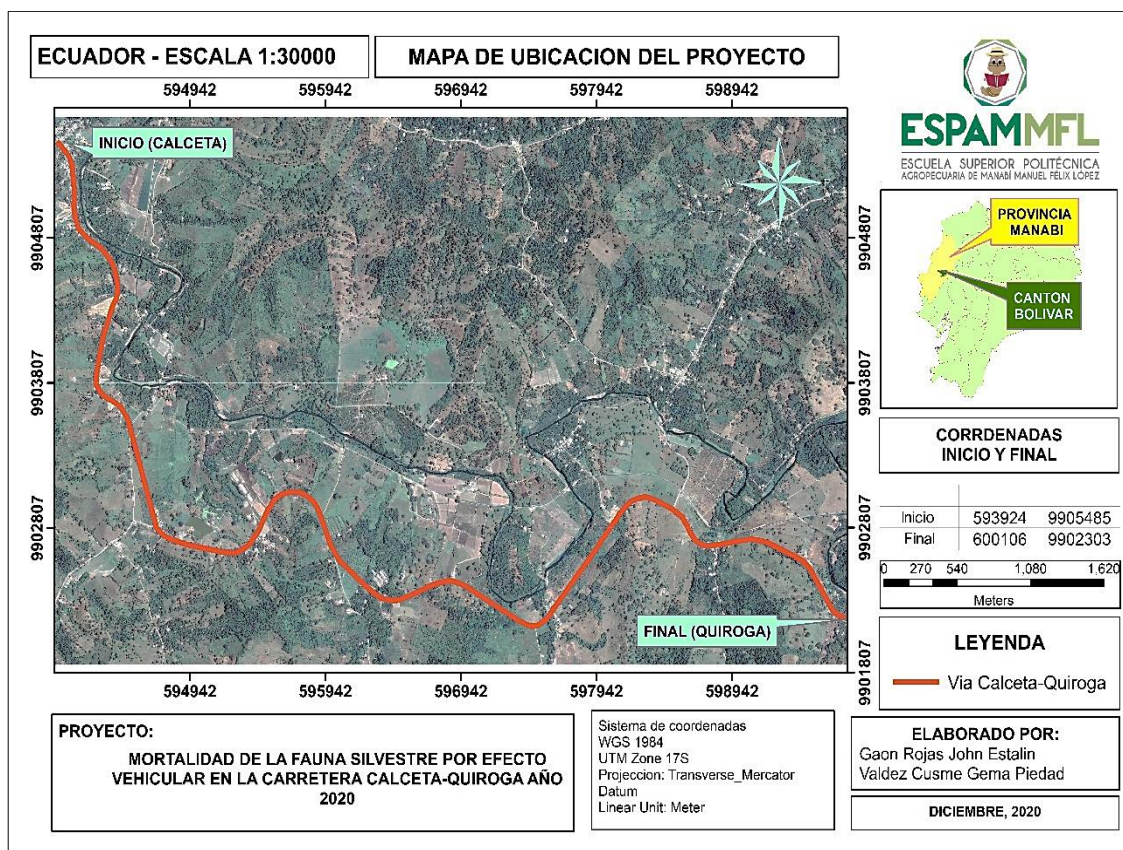 ECUADOR - ESCALA 1:30000
MAPA DE UBICACION DEL PROYECTO
594942
595942
596942
597942
598942
INICIO (CALCETA)
9904807
9903807
9902807
9901807
9904807
9903807
9902807
9901807
FINAL (QUIROGA)
594942
595942
596942
597942
598942
ESPAMMFL
ESCUELA SUPERIOR POLITÉCNICA
AGROPECUARIA DE MANABÍ MANUEL FÉLIX LÓPEZ
PROVINCIA
MANABI
CANTON
BOLIVAR
CORRDENADAS
INICIO Y FINAL
Inicio 593924 9905485
Final 600106 9902303
0 270 540 1,080 1,620
Meters
LEYENDA
Via Calceta-Quiroga
PROYECTO:
MORTALIDAD DE LA FAUNA SILVESTRE POR EFECTO
VEHICULAR EN LA CARRETERA CALCETA-QUIROGA AÑO
2020
Sistema de coordenadas
WGS 1984
UTM Zone 17S
Projeccion: Transverse_Mercator
Datum
Linear Unit: Meter
ELABORADO POR:
Gaon Rojas John Estalin
Valdez Cusme Gema Piedad
DICIEMBRE, 2020